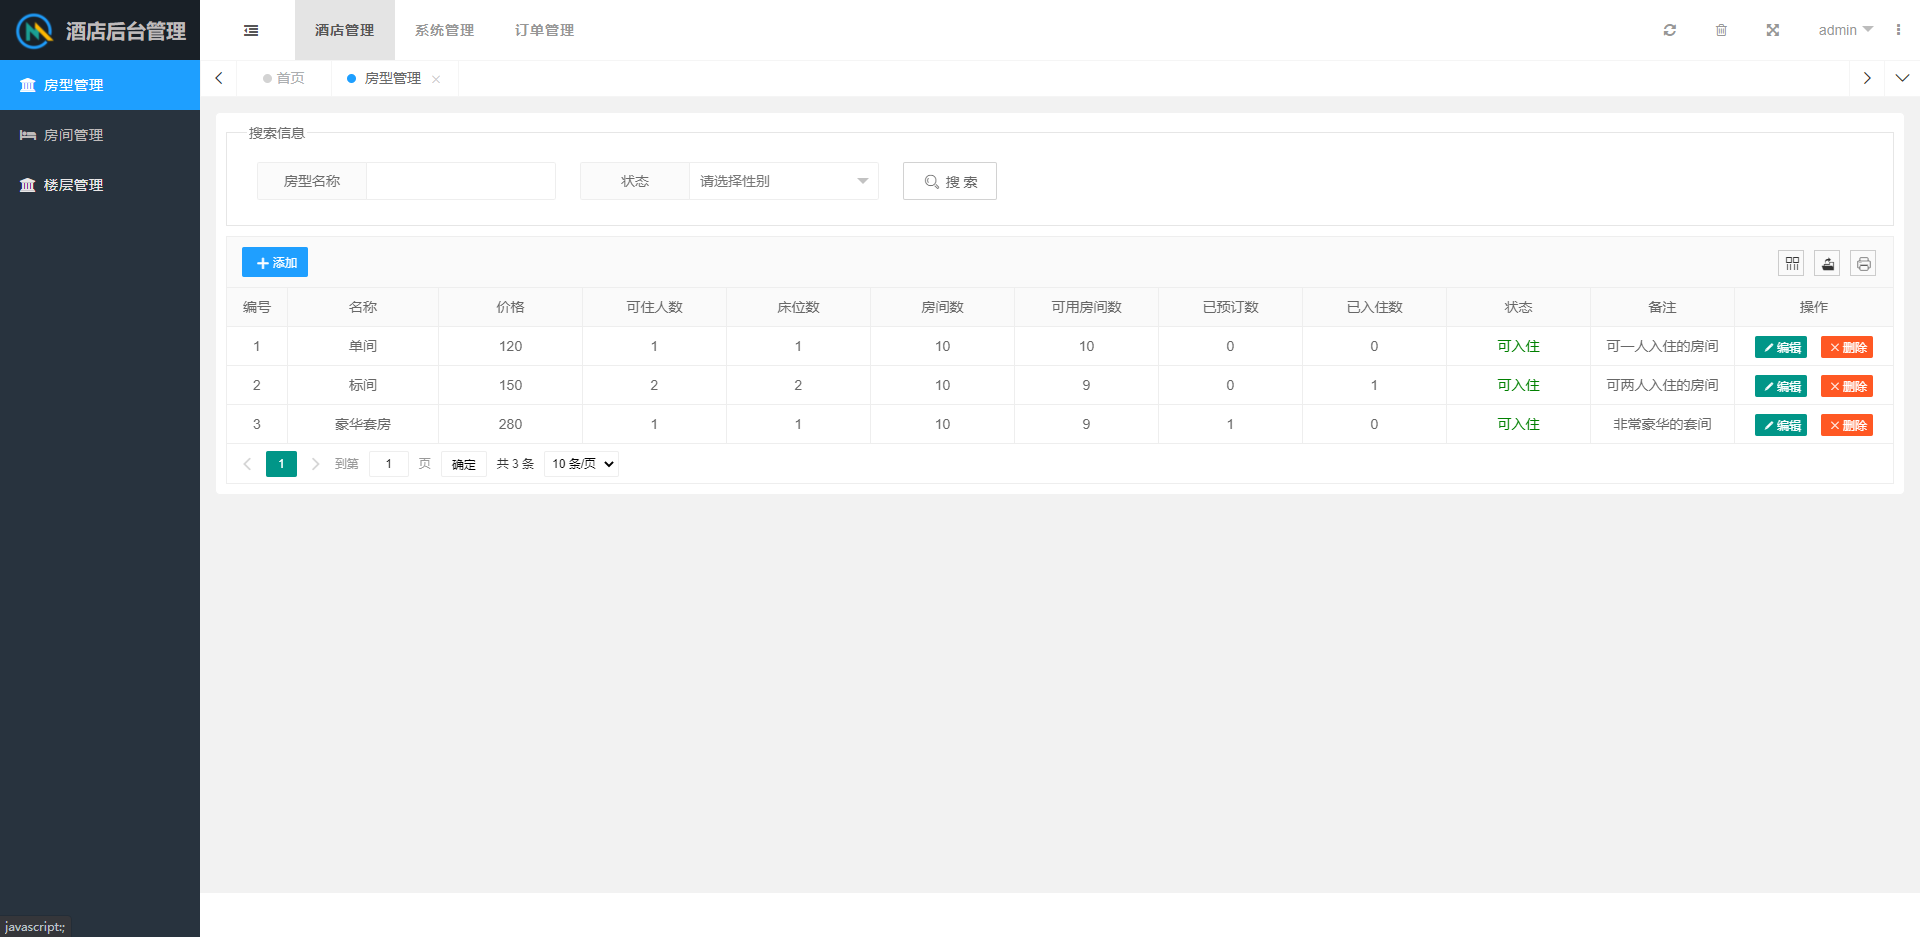 酒店后台管理
酒店管理 系统管理 订单管理
admin
房型管理
房间管理
楼层管理
首页 房型管理
搜索信息
房型名称 状态 请选择性别 搜 索
添加
编号 名称 价格 可住人数 床位数 房间数 可用房间数 已预订数 已入住数 状态 备注 操作
1 单间 120 1 1 10 10 0 0 可入住 可一人入住的房间 编辑 删除
2 标间 150 2 2 10 9 0 1 可入住 可两人入住的房间 编辑 删除
3 豪华套房 280 1 1 10 9 1 0 可入住 非常豪华的套间 编辑 删除
1 到第 1 页 确定 共 3 条 10 条/页
javascript:;